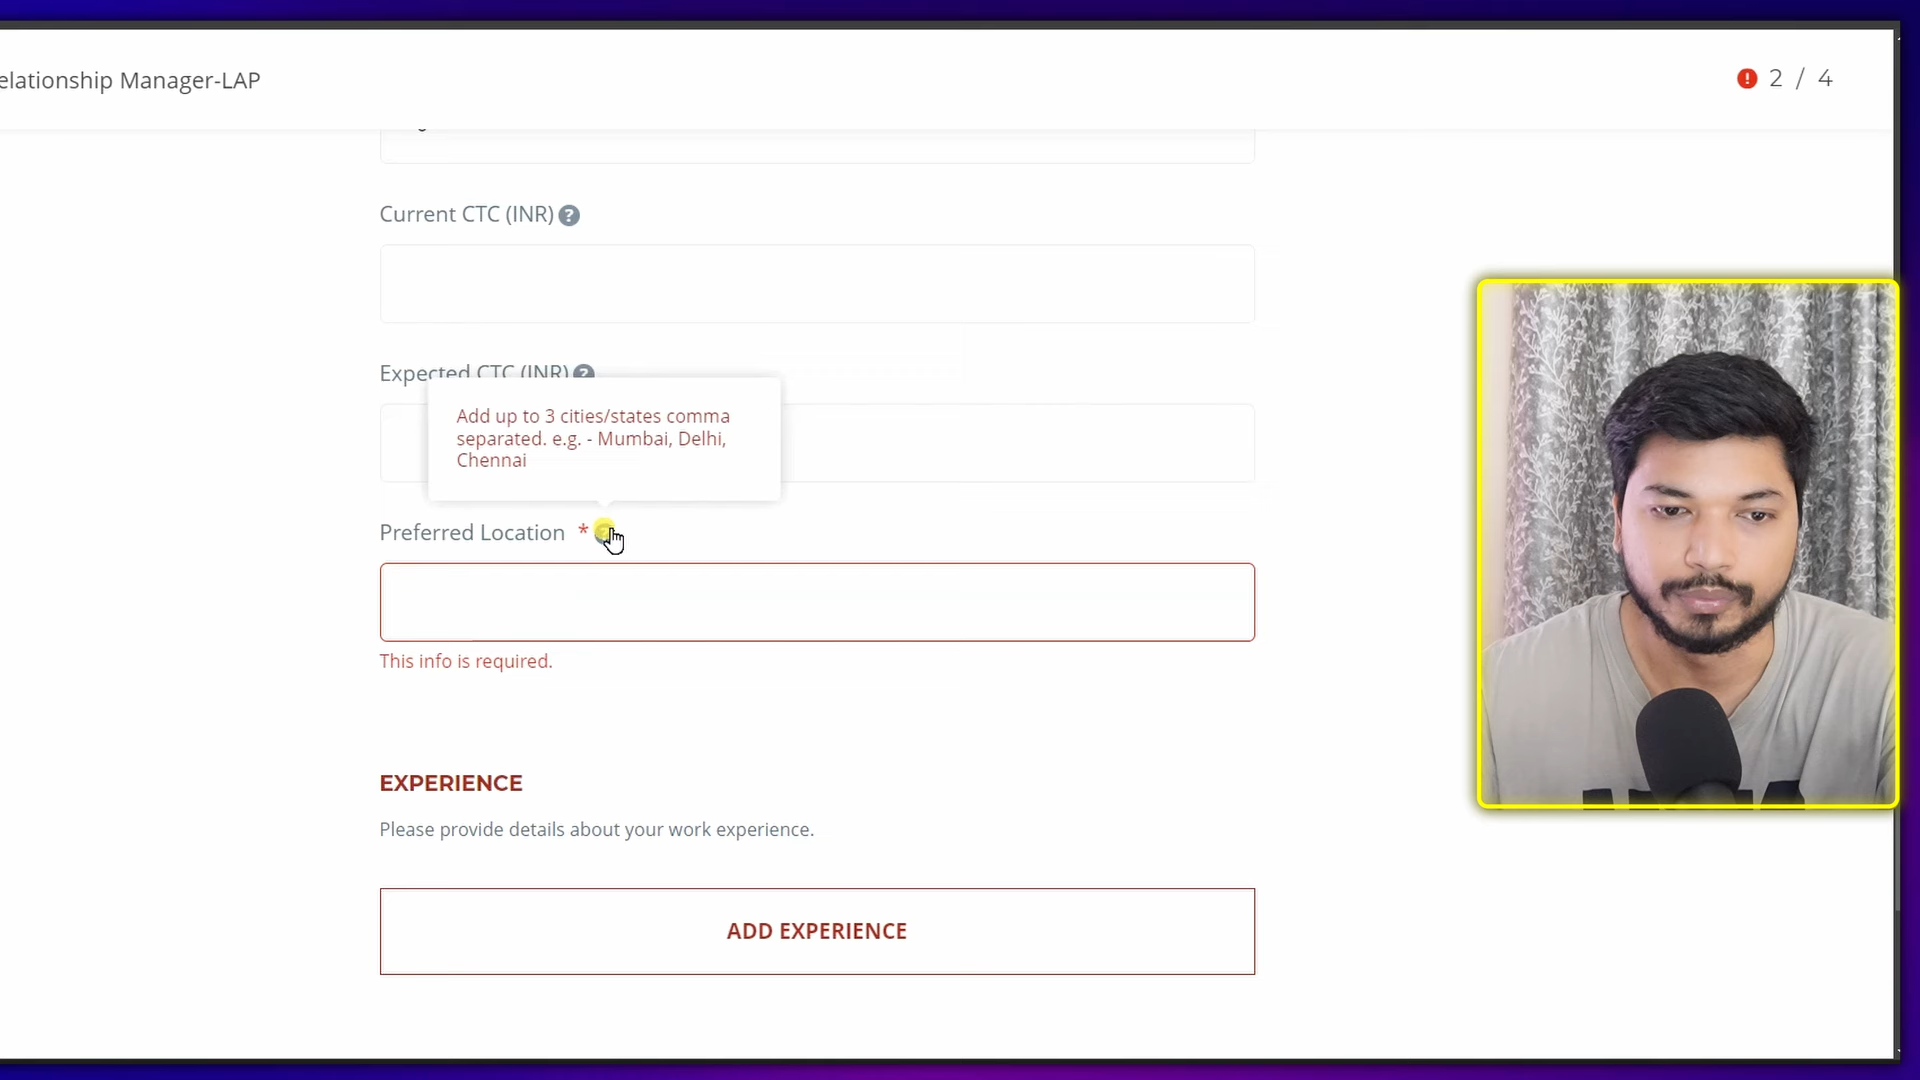 elationship Manager-LAP
2 / 4
Current CTC (INR)
Expected CTC (INR)
Add up to 3 cities/states comma
separated. e.g. - Mumbai, Delhi,
Chennai
Preferred Location *
This info is required.
EXPERIENCE
Please provide details about your work experience.
ADD EXPERIENCE